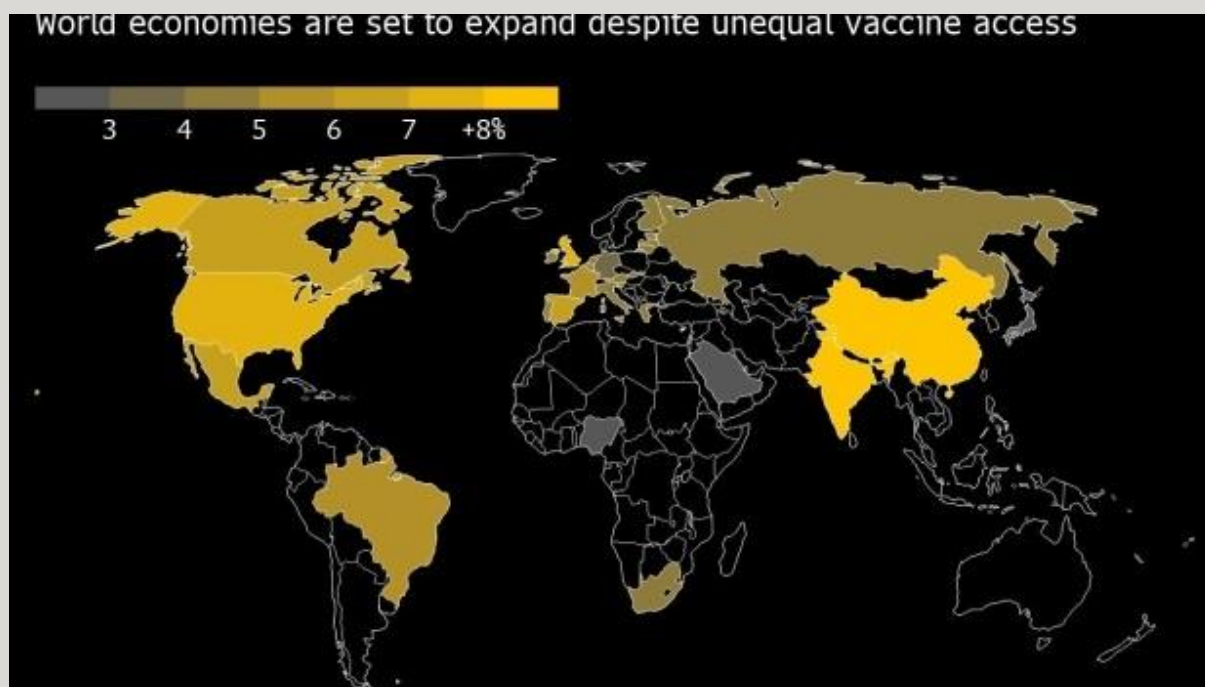 World economies are set to expand despite unequal vaccine access
3 4 5 6 7 +8%